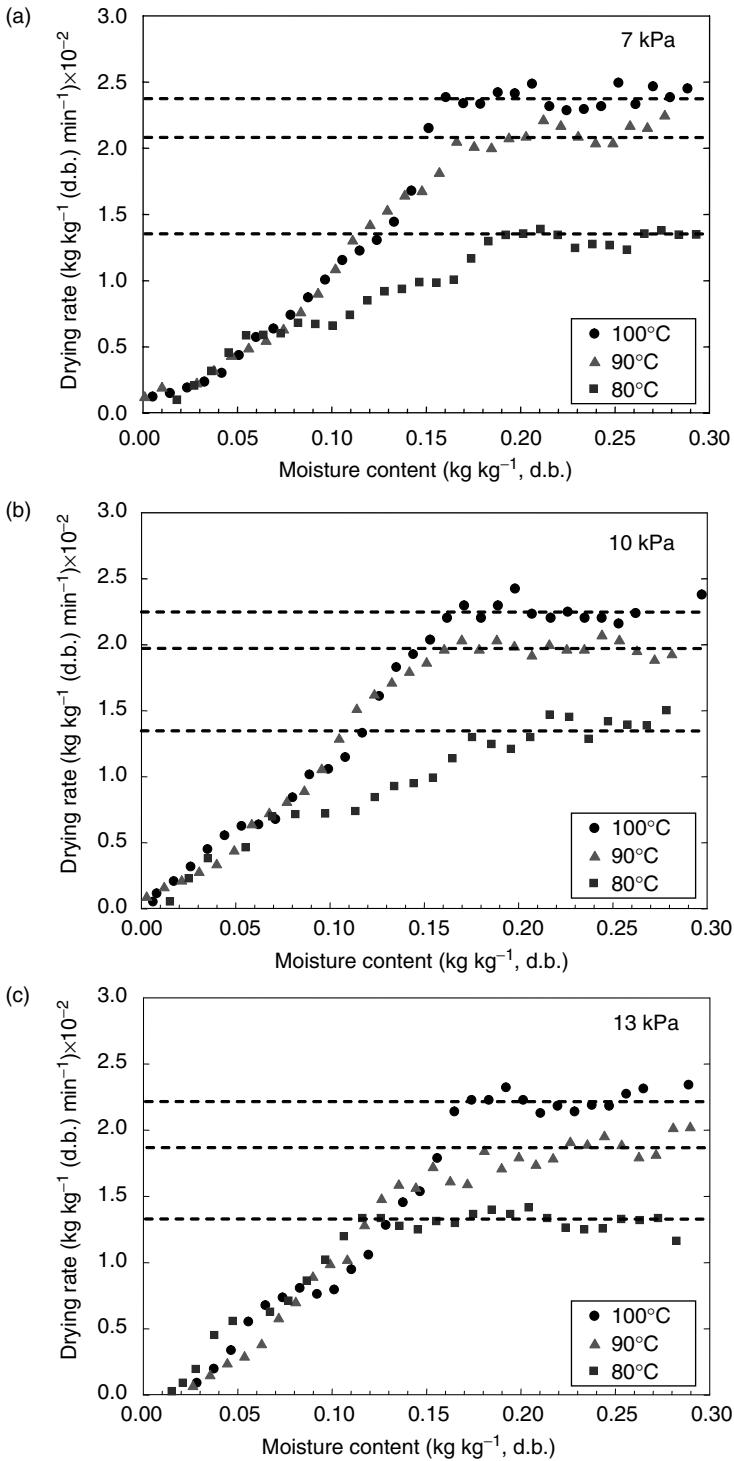 (a)
3.0
2.5
2.0
1.5
1.0
0.5
0.0
Drying rate (kg kg⁻¹ (d.b.) min⁻¹)×10⁻²
7 kPa
100°C
90°C
80°C
0.00 0.05 0.10 0.15 0.20 0.25 0.30
Moisture content (kg kg⁻¹, d.b.)
(b)
3.0
2.5
2.0
1.5
1.0
0.5
0.0
Drying rate (kg kg⁻¹ (d.b.) min⁻¹)×10⁻²
10 kPa
100°C
90°C
80°C
0.00 0.05 0.10 0.15 0.20 0.25 0.30
Moisture content (kg kg⁻¹, d.b.)
(c)
3.0
2.5
2.0
1.5
1.0
0.5
0.0
Drying rate (kg kg⁻¹ (d.b.) min⁻¹)×10⁻²
13 kPa
100°C
90°C
80°C
0.00 0.05 0.10 0.15 0.20 0.25 0.30
Moisture content (kg kg⁻¹, d.b.)